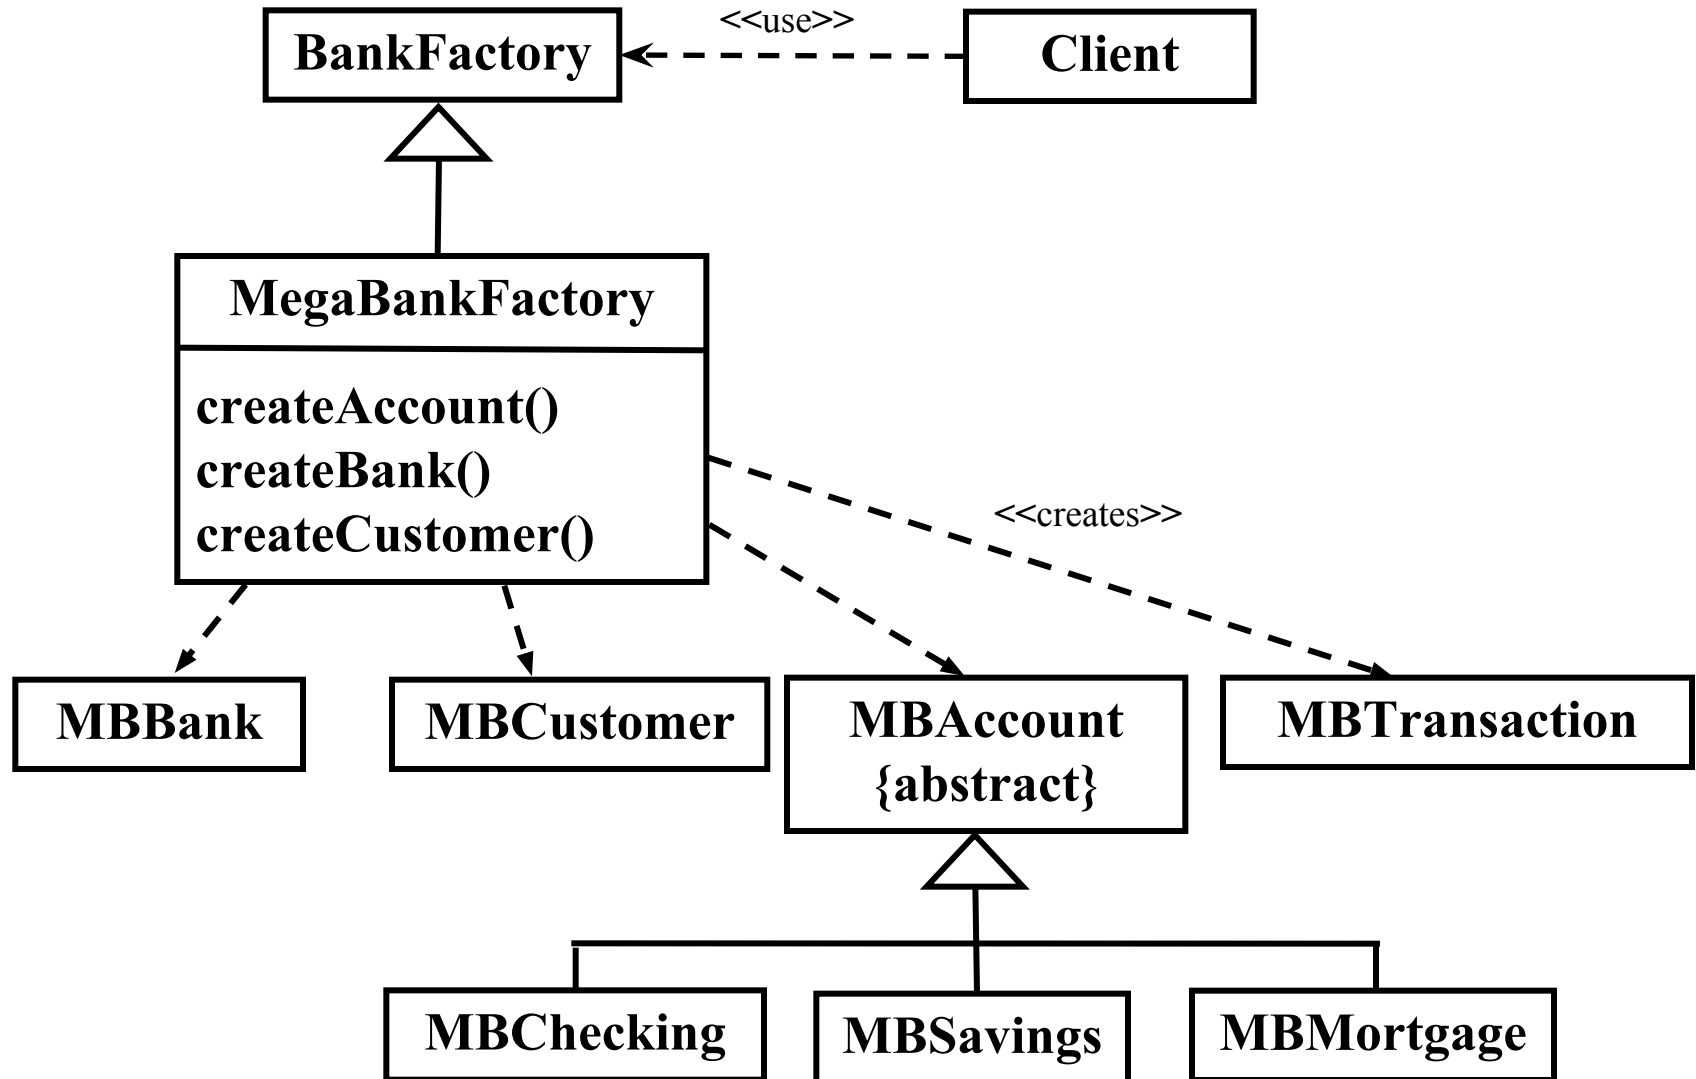 BankFactory
<<use>>
Client
MegaBankFactory
createAccount()
createBank()
createCustomer()
<<creates>>
MBBank
MBCustomer
MBAccount
{abstract}
MBTransaction
MBChecking
MBSavings
MBMortgage